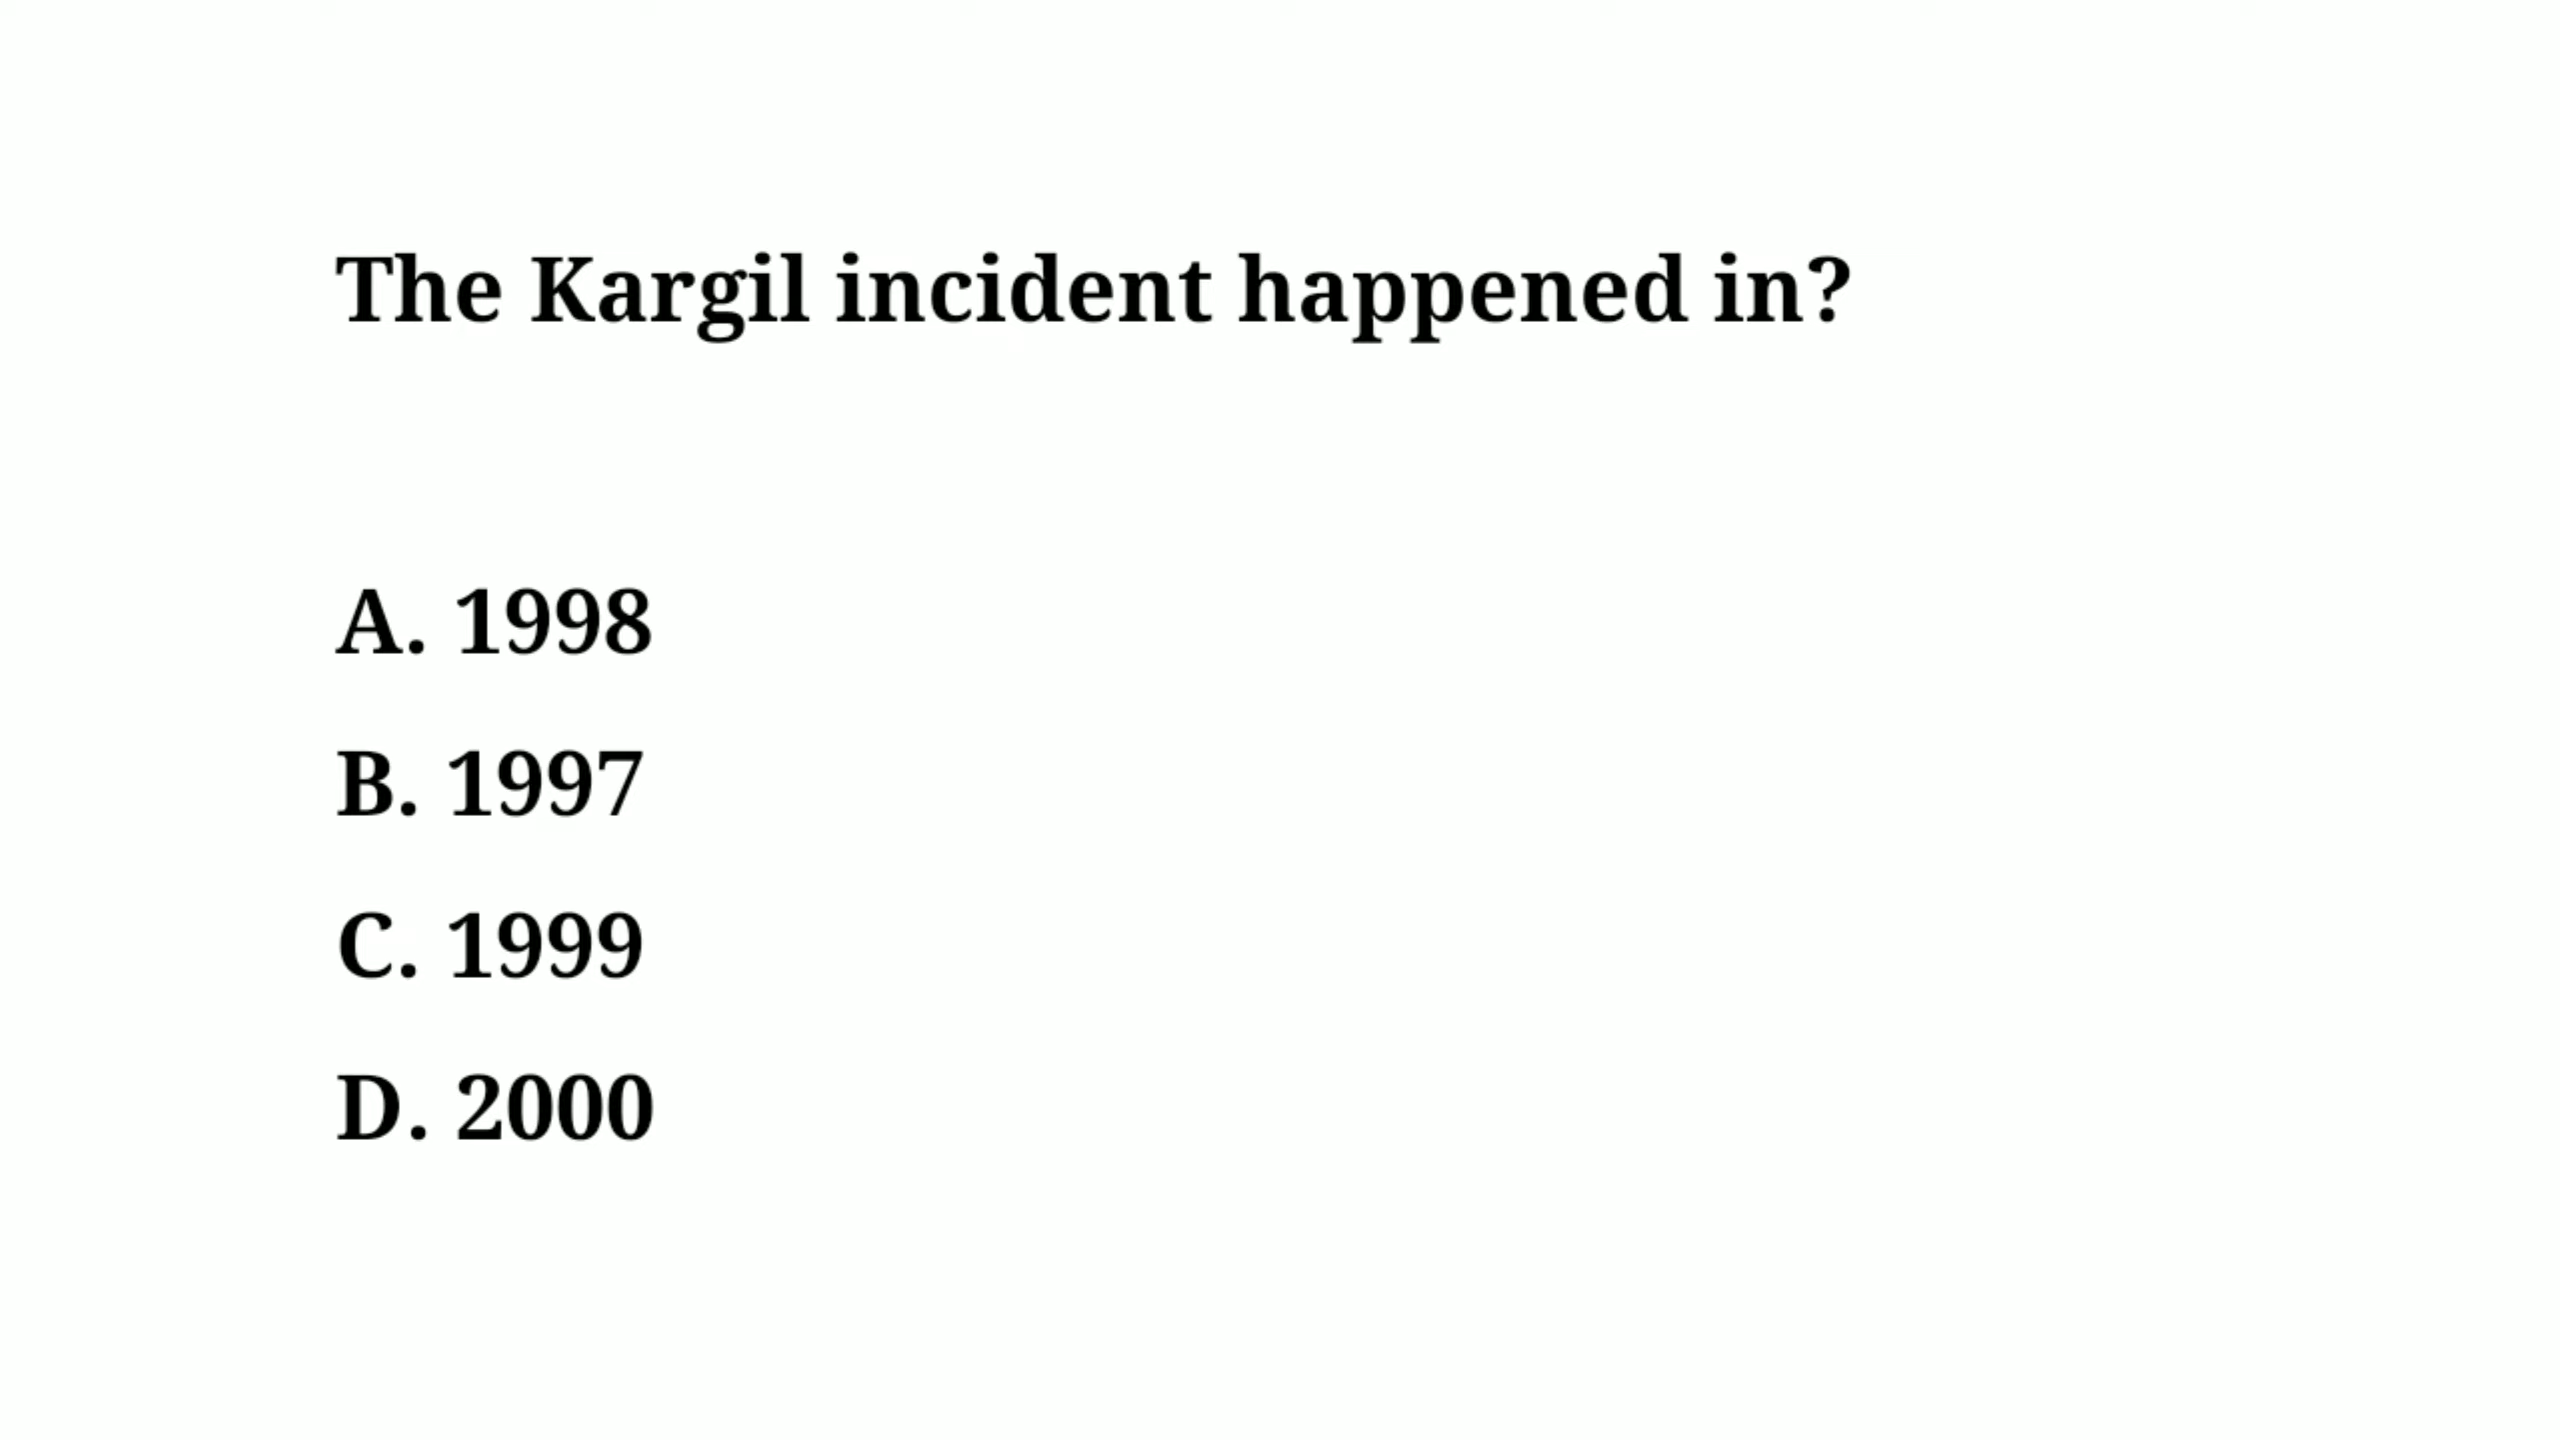 The Kargil incident happened in?
A. 1998
B. 1997
C. 1999
D. 2000